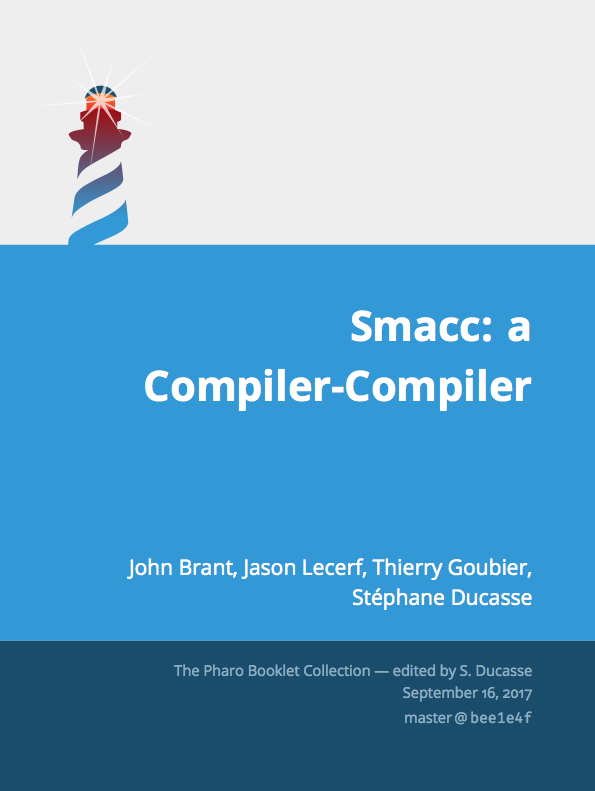 Smacc: a
Compiler-Compiler
John Brant, Jason Lecerf, Thierry Goubier,
Stéphane Ducasse
The Pharo Booklet Collection — edited by S. Ducasse
September 16, 2017
master @ bee1e4f